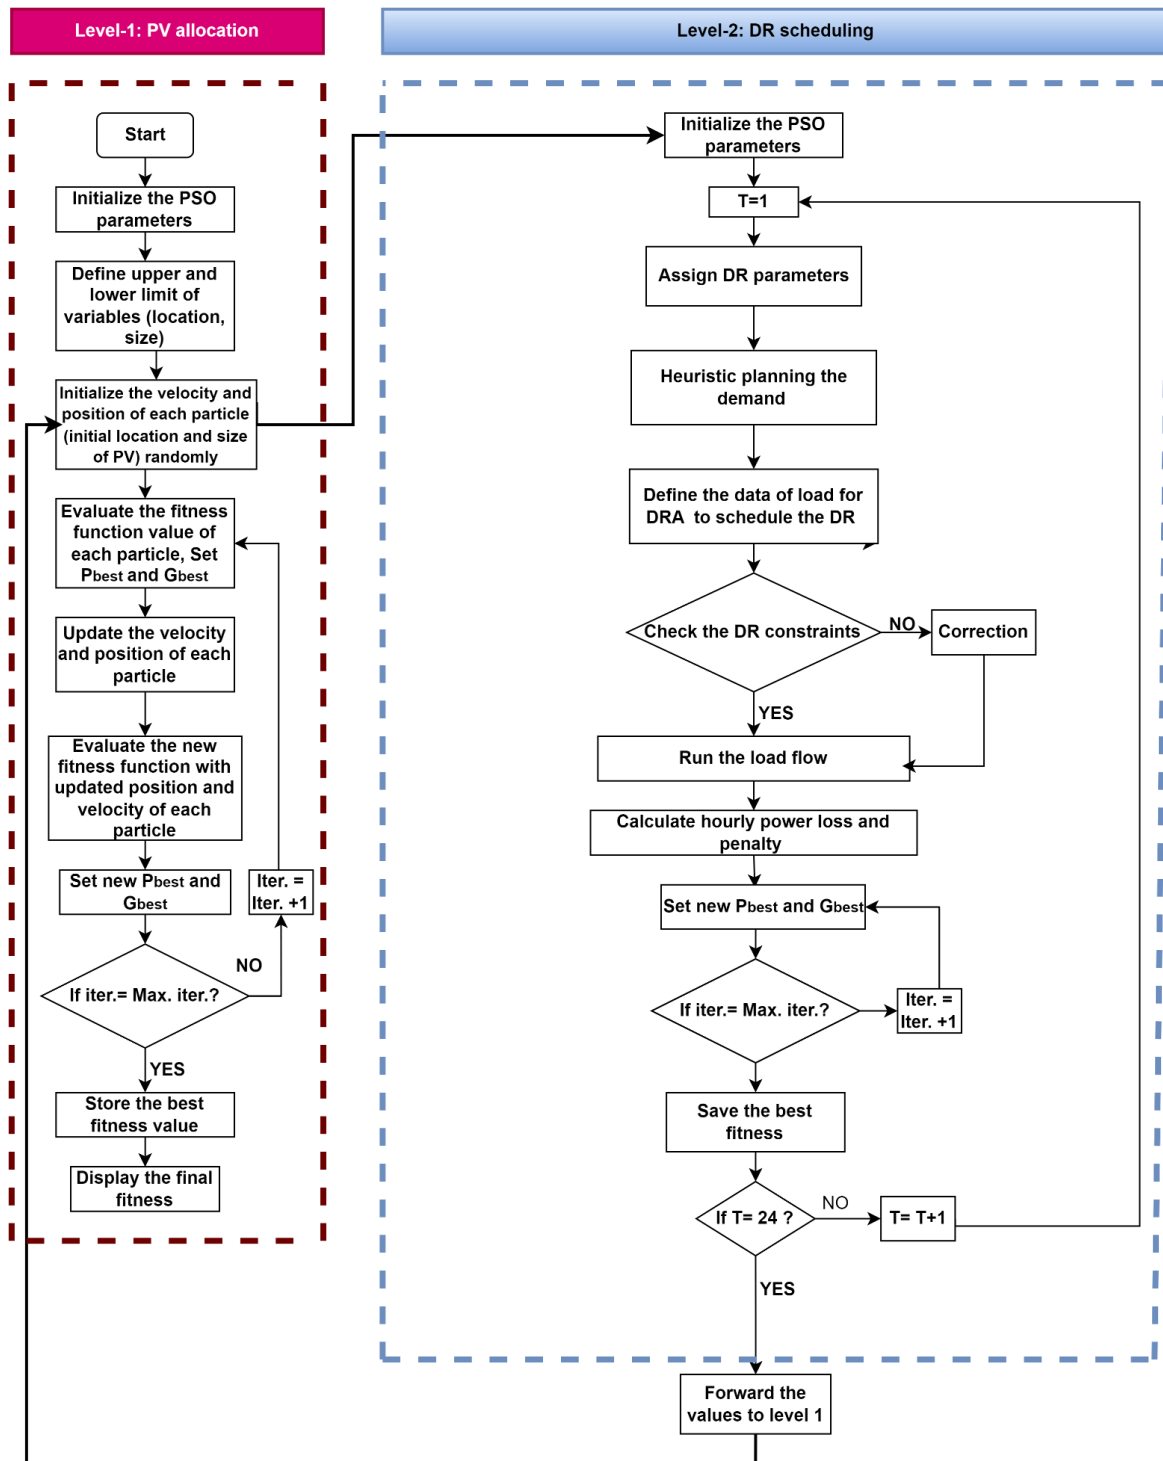 Level-1: PV allocation
Start
Initialize the PSO
parameters
Define upper and
lower limit of
variables (location,
size)
Initialize the velocity and
position of each particle
(initial location and size
of PV) randomly
Evaluate the fitness
function value of
each particle, Set
Pbest and Gbest
Update the velocity
and position of each
particle
Evaluate the new
fitness function with
updated position and
velocity of each
particle
Set new Pbest and
Gbest
Iter. =
Iter. +1
NO
If iter.= Max. iter.?
YES
Store the best
fitness value
Display the final
fitness
Level-2: DR scheduling
Initialize the PSO
parameters
T=1
Assign DR parameters
Heuristic planning the
demand
Define the data of load for
DRA to schedule the DR
Check the DR constraints
NO
Correction
YES
Run the load flow
Calculate hourly power loss and
penalty
Set new Pbest and Gbest
If iter.= Max. iter.?
Iter. =
Iter. +1
Save the best
fitness
If T= 24 ?
NO
T= T+1
YES
Forward the
values to level 1